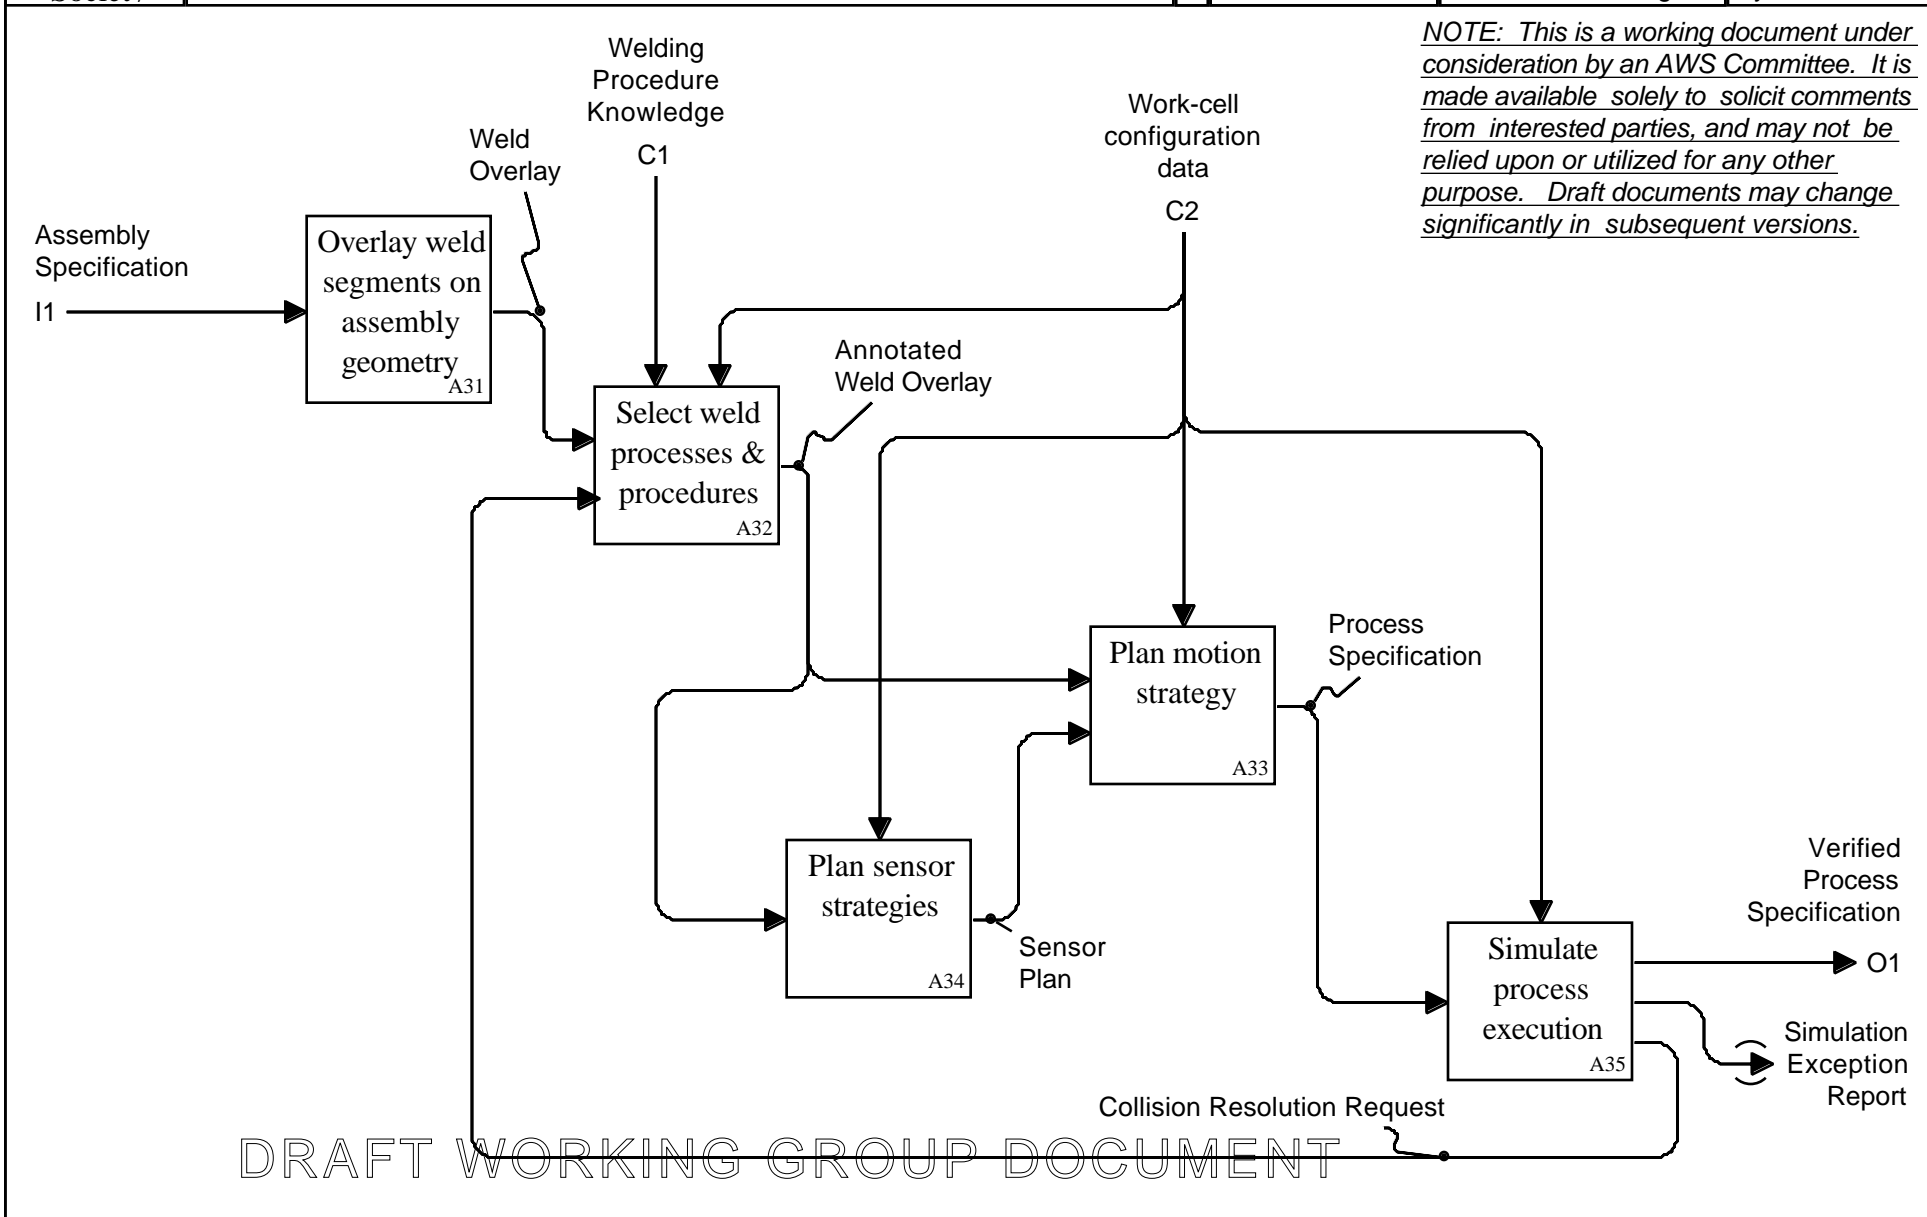 NOTE: This is a working document under
consideration by an AWS Committee. It is
made available solely to solicit comments
from interested parties, and may not be
relied upon or utilized for any other
purpose. Draft documents may change
significantly in subsequent versions.
Welding
Procedure
Knowledge
C1
Work-cell
configuration
data
C2
Weld
Overlay
Assembly
Specification
I1
Overlay weld
segments on
assembly
geometry
A31
Annotated
Weld Overlay
Select weld
processes &
procedures
A32
Plan motion
strategy
A33
Process
Specification
Plan sensor
strategies
A34
Sensor
Plan
Verified
Process
Specification
O1
Simulate
process
execution
A35
Simulation
Exception
Report
Collision Resolution Request
DRAFT WORKING GROUP DOCUMENT